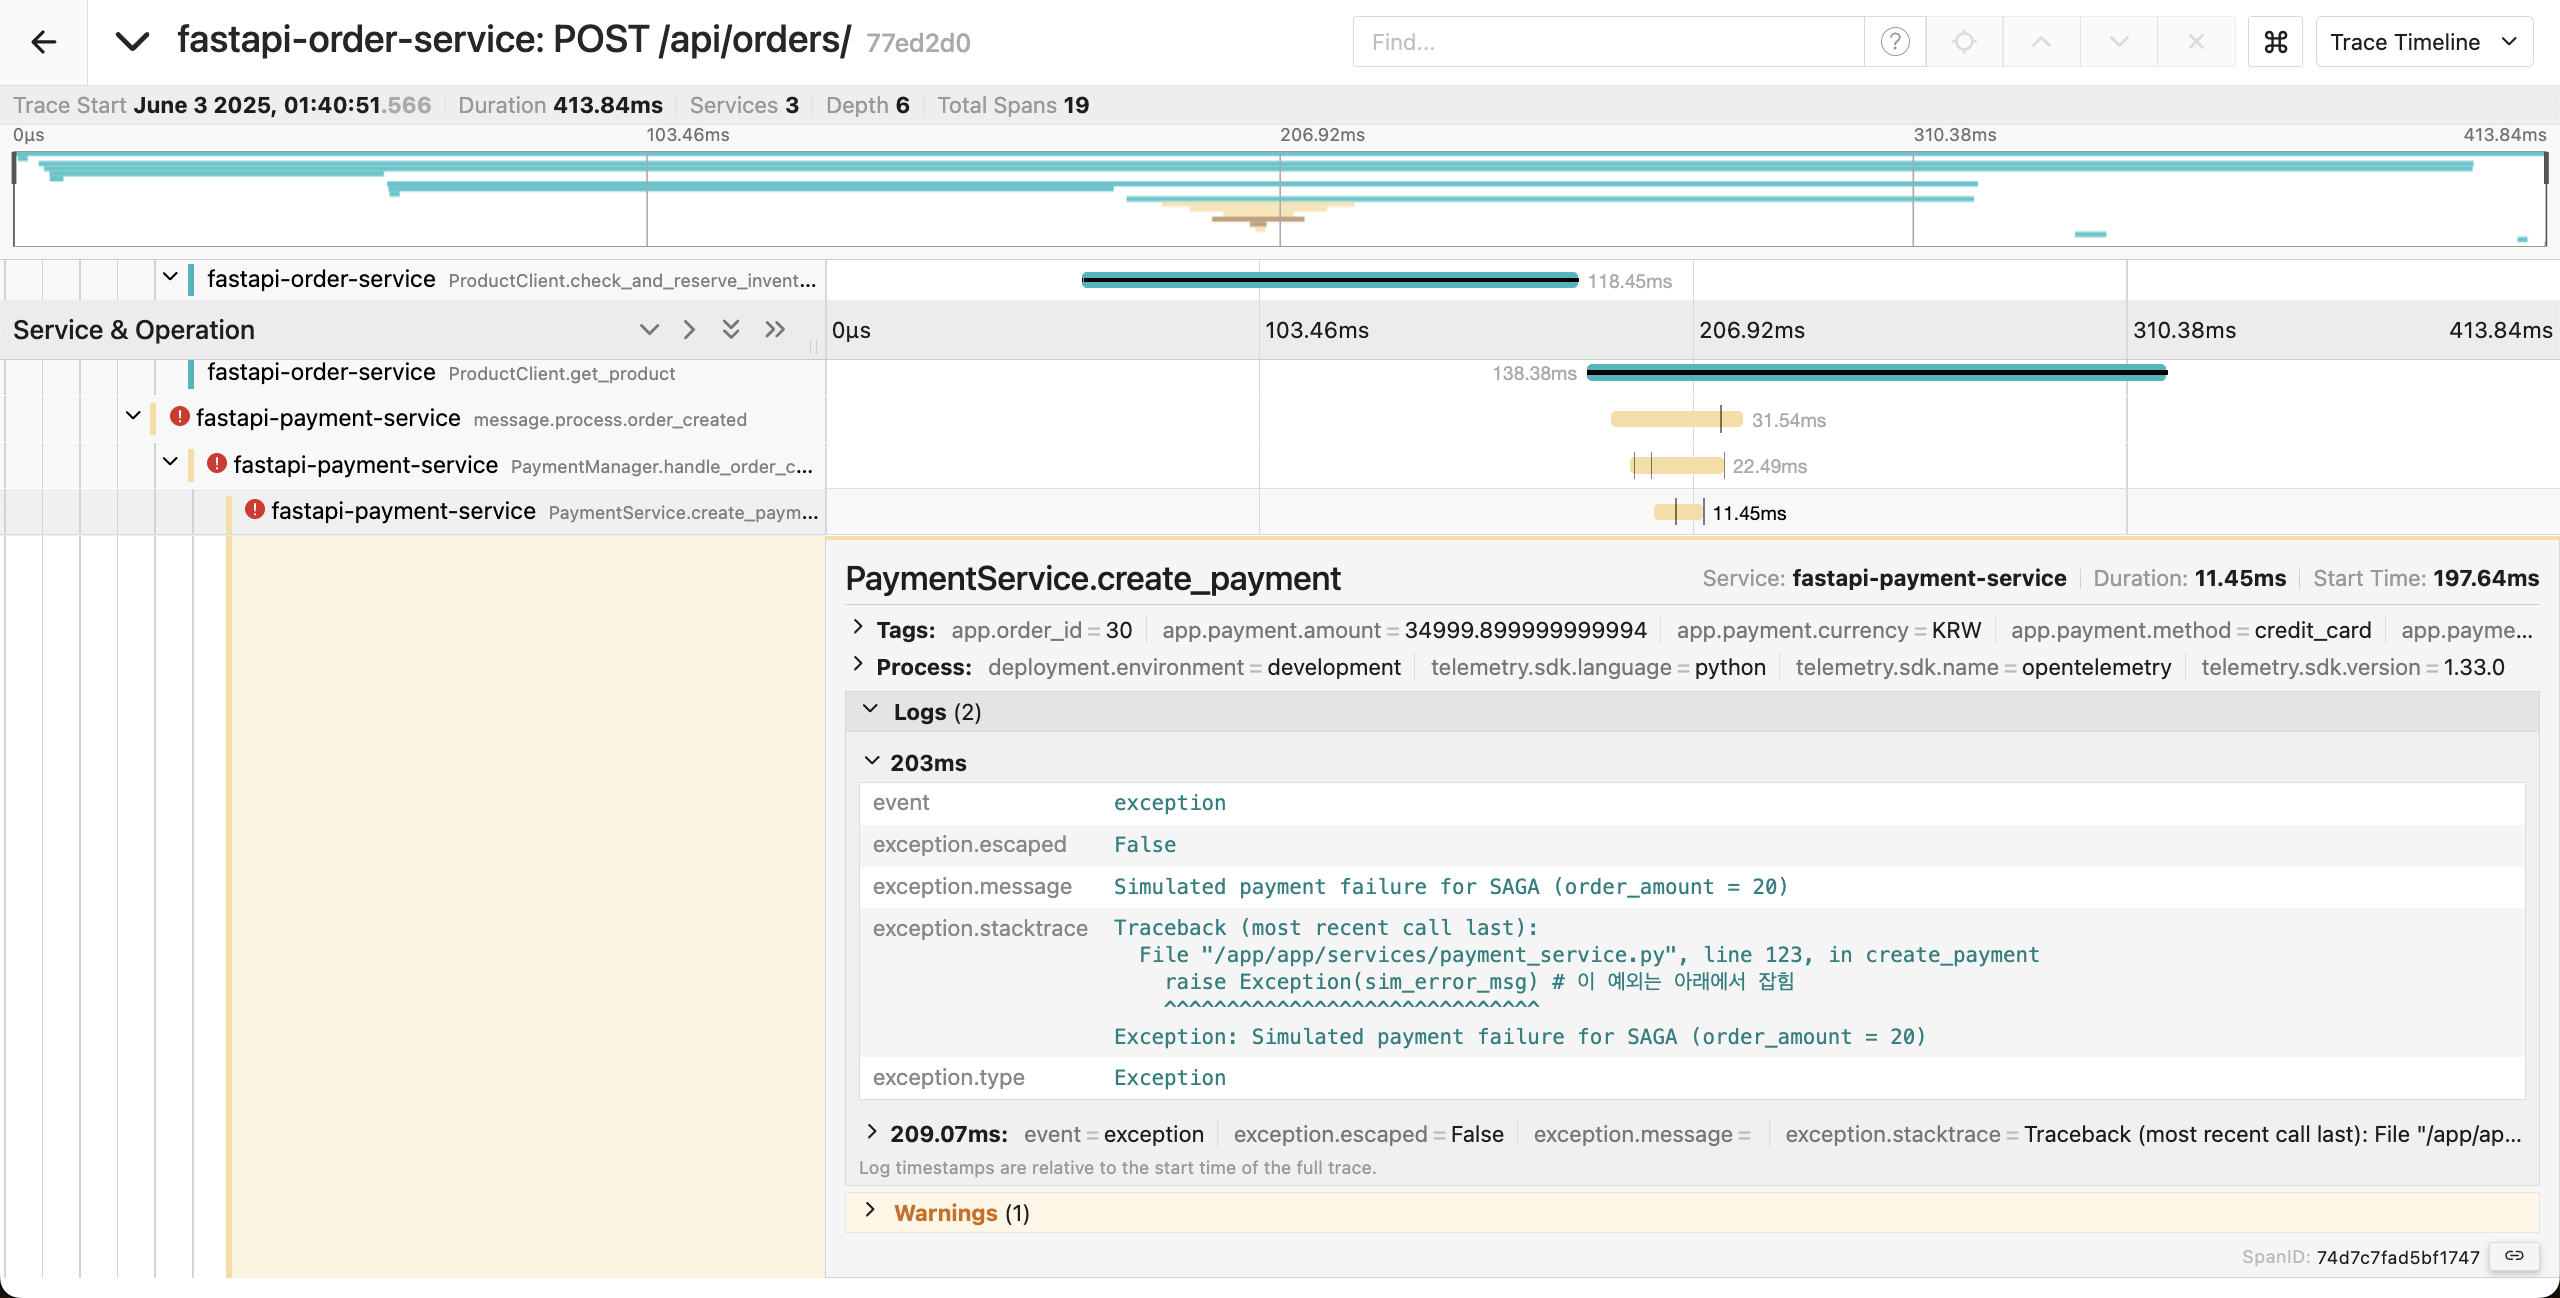 fastapi-order-service: POST /api/orders/ 77ed2d0
Find...
Trace Timeline
Trace Start June 3 2025, 01:40:51.566 Duration 413.84ms Services 3 Depth 6 Total Spans 19
0μs 103.46ms 206.92ms 310.38ms 413.84ms
fastapi-order-service ProductClient.check_and_reserve_invent... 118.45ms
Service & Operation 0μs 103.46ms 206.92ms 310.38ms 413.84ms
fastapi-order-service ProductClient.get_product 138.38ms
fastapi-payment-service message.process.order_created 31.54ms
fastapi-payment-service PaymentManager.handle_order_c... 22.49ms
fastapi-payment-service PaymentService.create_paym... 11.45ms
PaymentService.create_payment Service: fastapi-payment-service Duration: 11.45ms Start Time: 197.64ms
Tags: app.order_id = 30 app.payment.amount = 34999.899999999994 app.payment.currency = KRW app.payment.method = credit_card app.payme...
Process: deployment.environment = development telemetry.sdk.language = python telemetry.sdk.name = opentelemetry telemetry.sdk.version = 1.33.0
Logs (2)
203ms
event exception
exception.escaped False
exception.message Simulated payment failure for SAGA (order_amount = 20)
exception.stacktrace Traceback (most recent call last):
File "/app/app/services/payment_service.py", line 123, in create_payment
raise Exception(sim_error_msg) # 이 예외는 아래에서 잡힘
^^^^^^^^^^^^^^^^^^^^^^^^^^^^^^
Exception: Simulated payment failure for SAGA (order_amount = 20)
exception.type Exception
209.07ms: event = exception exception.escaped = False exception.message = exception.stacktrace = Traceback (most recent call last): File "/app/ap...
Log timestamps are relative to the start time of the full trace.
Warnings (1)
SpanID: 74d7c7fad5bf1747